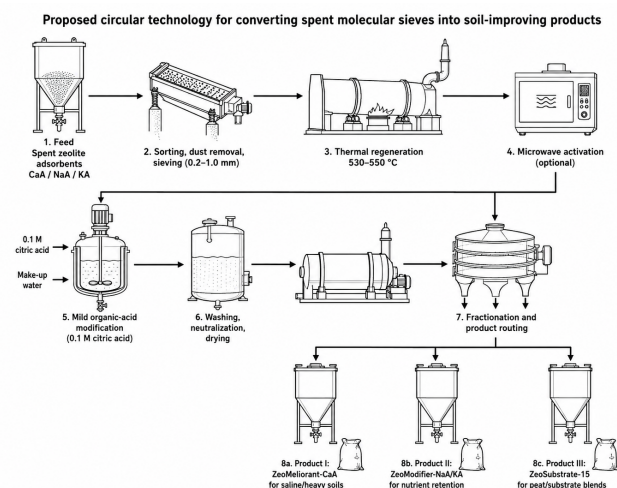 Proposed circular technology for converting spent molecular sieves into soil-improving products
1. Feed
Spent zeolite
adsorbents
CaA / NaA / KA
2. Sorting, dust removal,
sieving (0.2–1.0 mm)
3. Thermal regeneration
530–550 °C
4. Microwave activation
(optional)
0.1 M
citric acid
Make-up
water
5. Mild organic-acid
modification
(0.1 M citric acid)
6. Washing,
neutralization,
drying
7. Fractionation and
product routing
8a. Product I:
ZeoMeliorant-CaA
for saline/heavy soils
8b. Product II:
ZeoModifier-NaA/KA
for nutrient retention
8c. Product III:
ZeoSubstrate-15
for peat/substrate blends